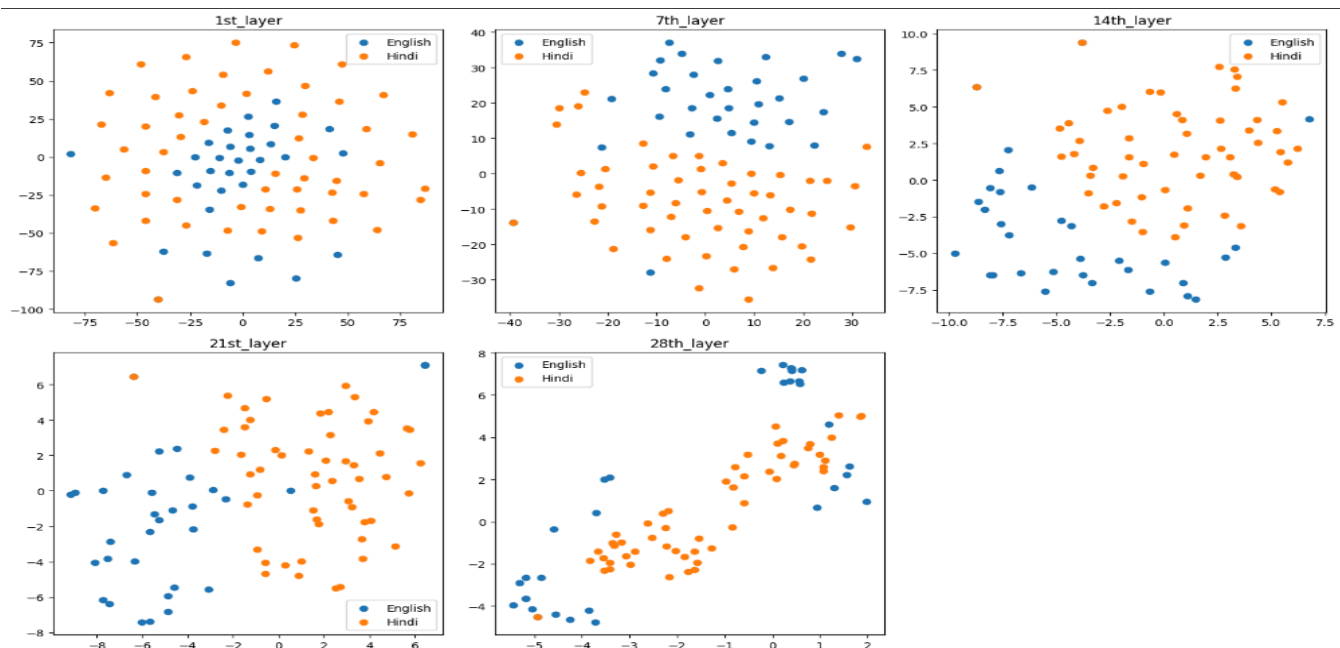 1st_layer
English
Hindi
75
50
25
0
−25
−50
−75
−100
−75 −50 −25 0 25 50 75
7th_layer
English
Hindi
40
30
20
10
0
−10
−20
−30
−40 −30 −20 −10 0 10 20 30
14th_layer
English
Hindi
10.0
7.5
5.0
2.5
0.0
−2.5
−5.0
−7.5
−10.0 −7.5 −5.0 −2.5 0.0 2.5 5.0 7.5
21st_layer
6
4
2
0
−2
−4
−6
−8
English
Hindi
−8 −6 −4 −2 0 2 4 6
28th_layer
English
Hindi
8
6
4
2
0
−2
−4
−5 −4 −3 −2 −1 0 1 2